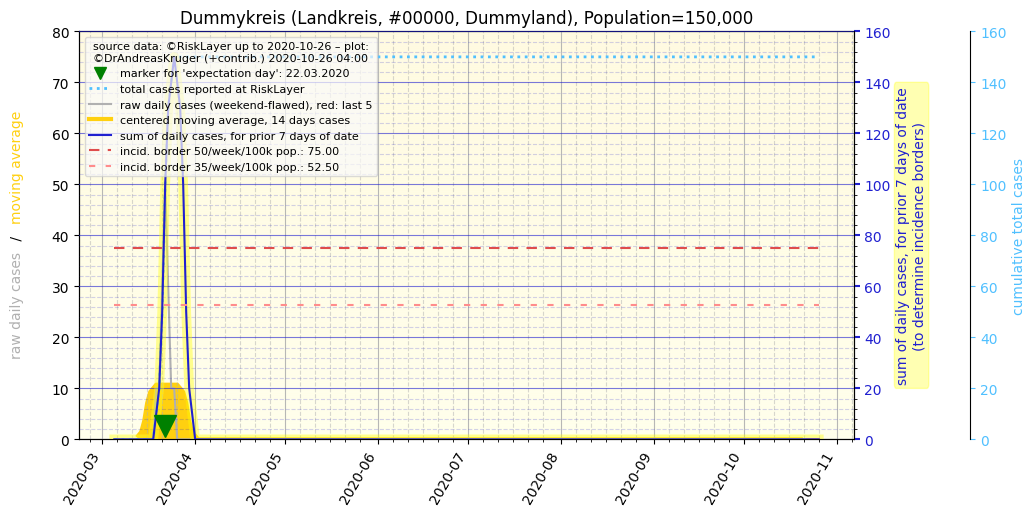 Dummykreis (Landkreis, #00000, Dummyland), Population=150,000
source data: ©RiskLayer up to 2020-10-26 – plot:
©DrAndreasKruger (+contrib.) 2020-10-26 04:00
marker for 'expectation day': 22.03.2020
total cases reported at RiskLayer
raw daily cases (weekend-flawed), red: last 5
centered moving average, 14 days cases
sum of daily cases, for prior 7 days of date
incid. border 50/week/100k pop.: 75.00
incid. border 35/week/100k pop.: 52.50
raw daily cases / moving average
80
70
60
50
40
30
20
10
0
160
140
120
100
80
60
40
20
0
sum of daily cases, for prior 7 days of date
(to determine incidence borders)
160
140
120
100
80
60
40
20
0
cumulative total cases
2020-03
2020-04
2020-05
2020-06
2020-07
2020-08
2020-09
2020-10
2020-11